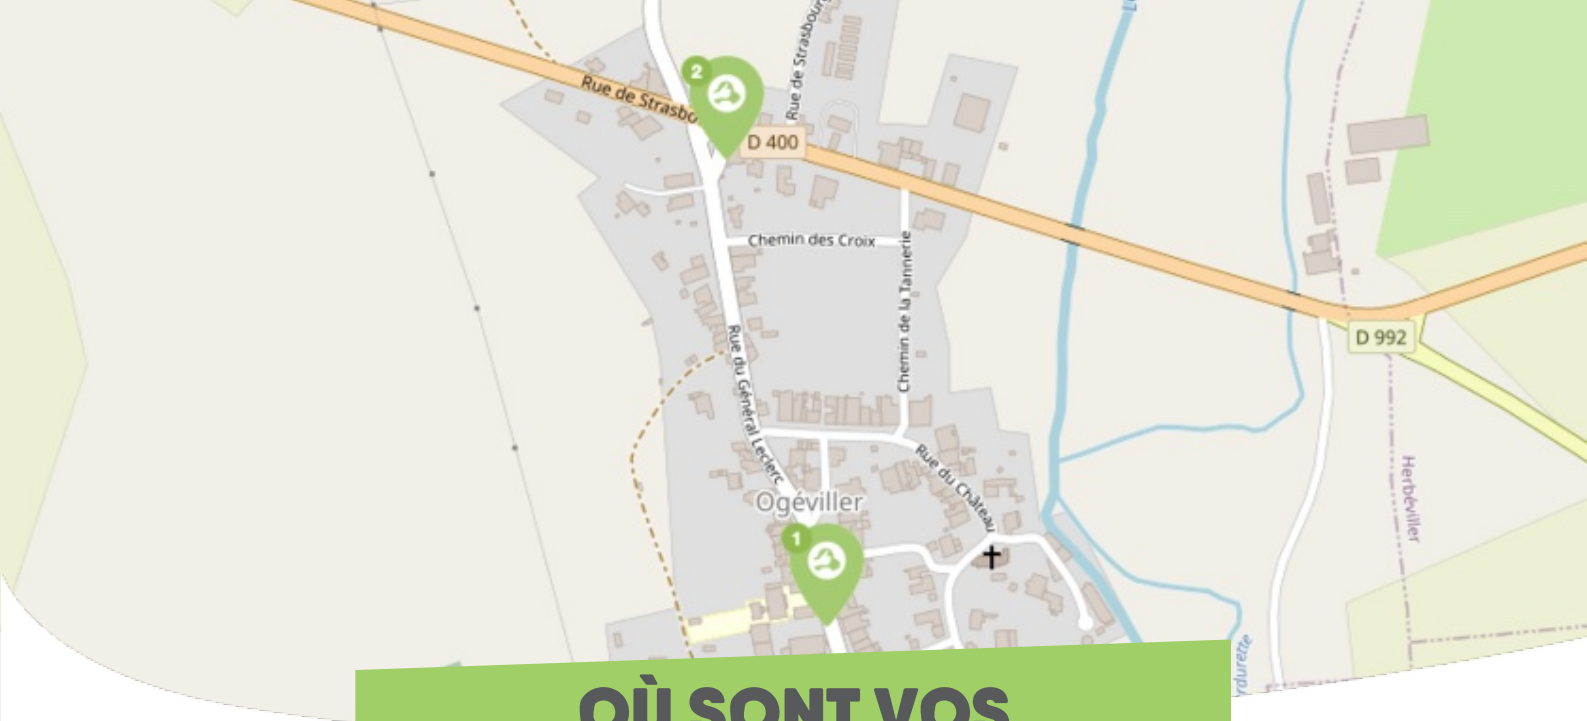 Rue de Strasbourg
Rue de Strasbo
2
D 400
Chemin des Croix
Chemin de la Tannerie
D 992
Rue du Général Leclerc
Rue du Château
Herbéviller
Ogéviller
1
rdurette
OÙ SONT VOS